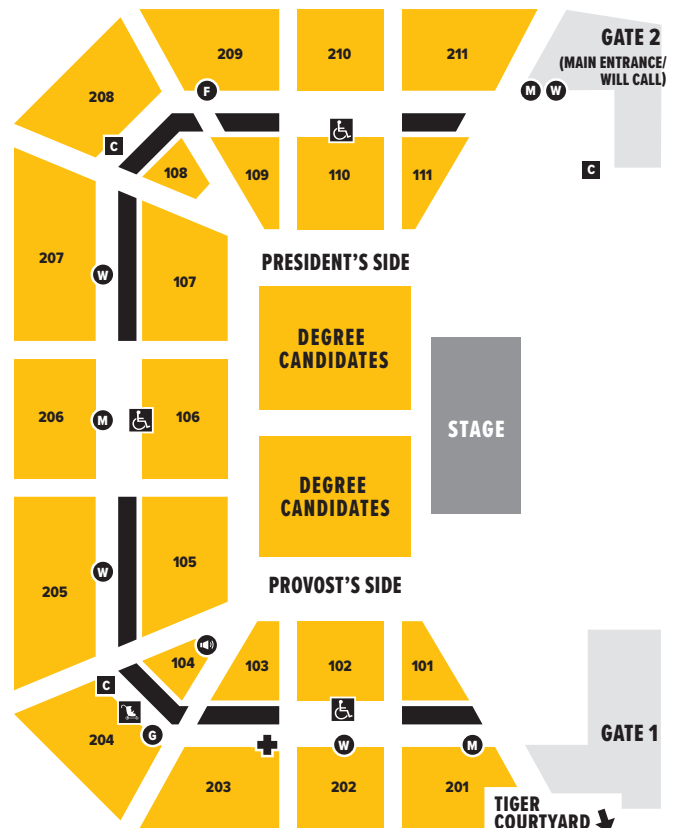 209
210
211
GATE 2
(MAIN ENTRANCE/
WILL CALL)
208
F
M
W
C
C
108
109
110
111
207
W
107
PRESIDENT'S SIDE
DEGREE
CANDIDATES
206
M
106
STAGE
DEGREE
CANDIDATES
205
W
105
PROVOST'S SIDE
104
103
102
101
C
204
G
W
M
GATE 1
203
202
201
TIGER
COURTYARD